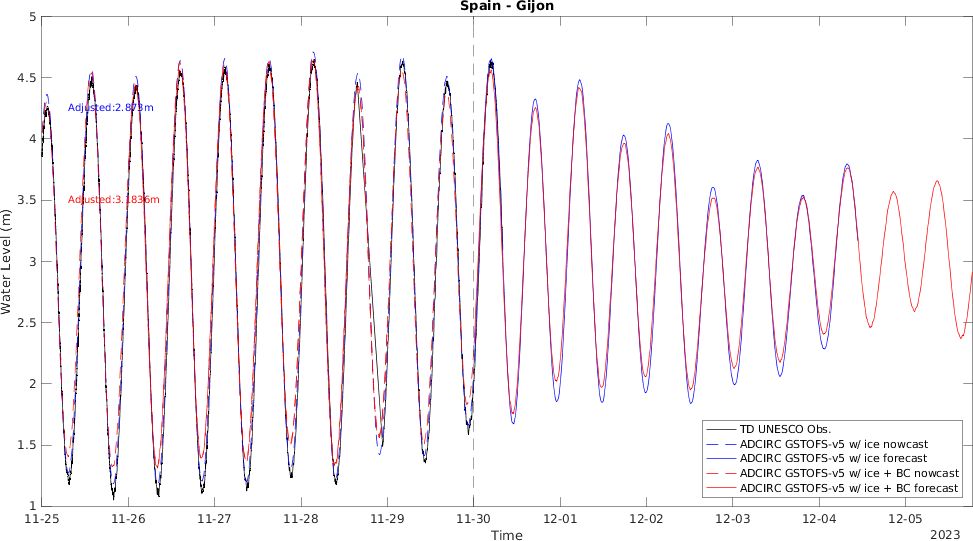 Spain - Gijon
5
4.5
4
3.5
3
2.5
2
1.5
1
Water Level (m)
Adjusted:2.873m
Adjusted:3.1836m
TD UNESCO Obs.
ADCIRC GSTOFS-v5 w/ ice nowcast
ADCIRC GSTOFS-v5 w/ ice forecast
ADCIRC GSTOFS-v5 w/ ice + BC nowcast
ADCIRC GSTOFS-v5 w/ ice + BC forecast
11-25 11-26 11-27 11-28 11-29 11-30 12-01 12-02 12-03 12-04 12-05
Time
2023